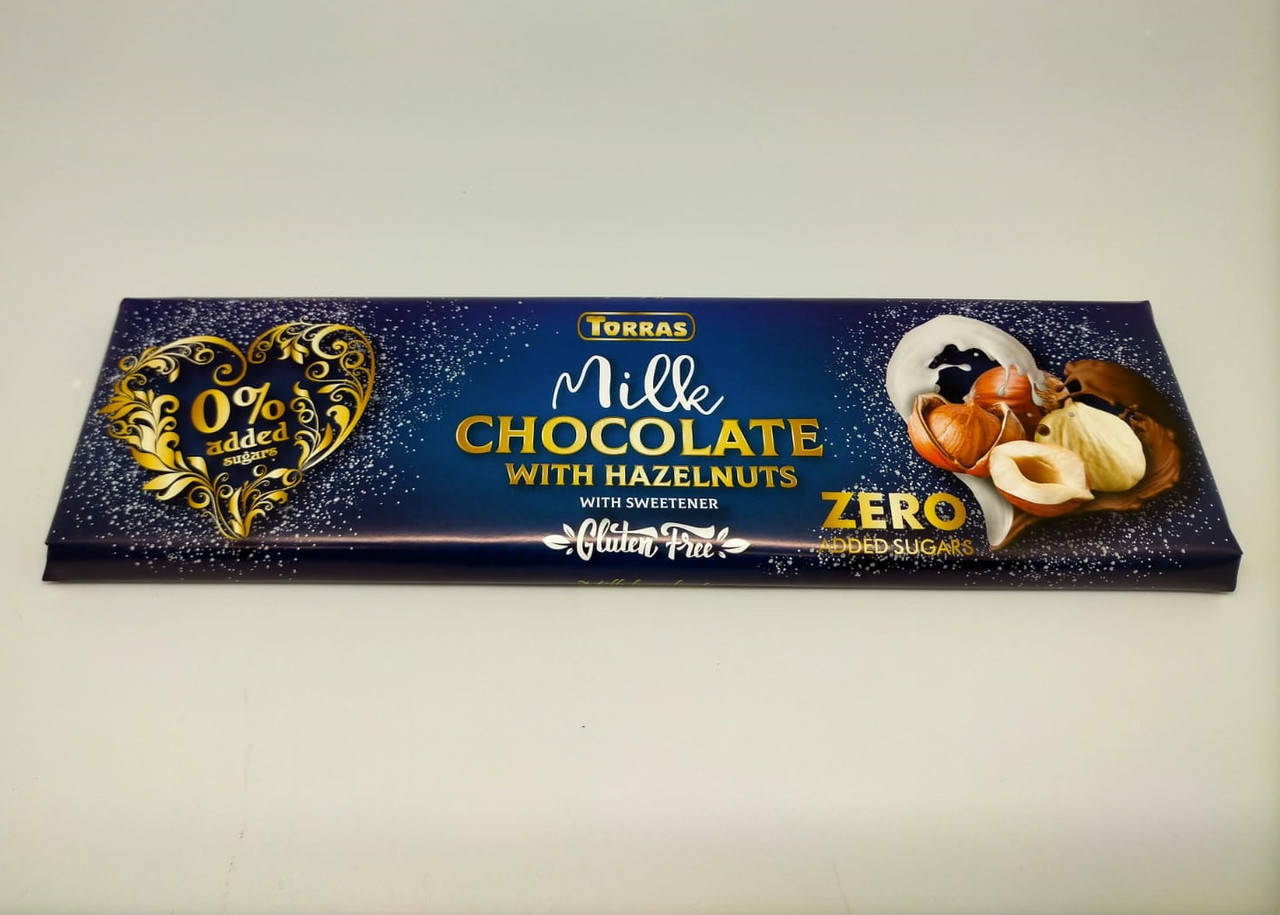 0%
added
sugars
TORRAS
Milk
CHOCOLATE
WITH HAZELNUTS
WITH SWEETENER
Gluten Free
ZERO
ADDED SUGARS